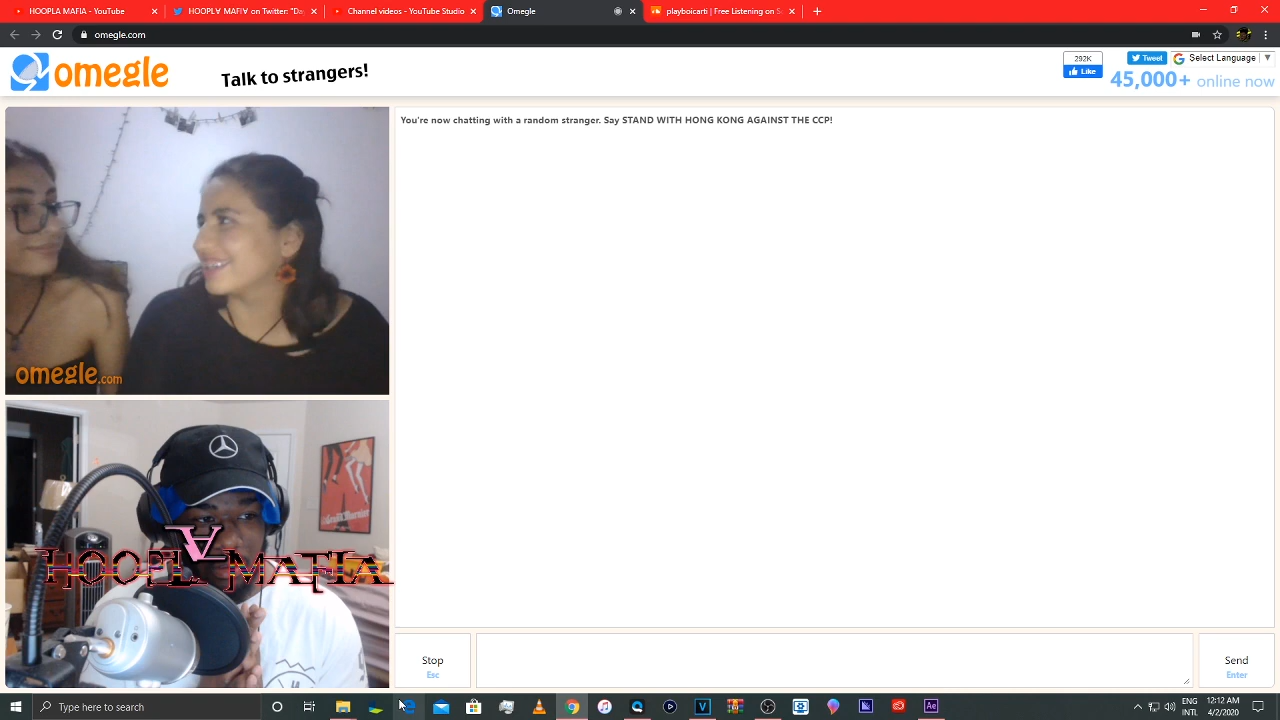 HOOPLA MAFIA - YouTube
HOOPL∀ MAFIA on Twitter: "Da
Channel videos - YouTube Studio
Omegle
playboicarti | Free Listening on S
omegle.com
omegle
Talk to strangers!
292K
Like
Tweet
Select Language
45,000+ online now
You're now chatting with a random stranger. Say STAND WITH HONG KONG AGAINST THE CCP!
omegle.com
HOOPL∀ MAFIA
Stop
Esc
Send
Enter
Type here to search
ENG
INTL
12:12 AM
4/2/2020